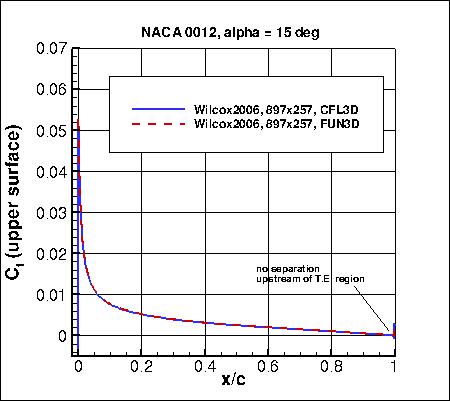 NACA 0012, alpha = 15 deg
Wilcox2006, 897x257, CFL3D
Wilcox2006, 897x257, FUN3D
0.07
0.06
0.05
0.04
0.03
0.02
0.01
0
Cf (upper surface)
no separation
upstream of T.E. region
0 0.2 0.4 0.6 0.8 1
x/c